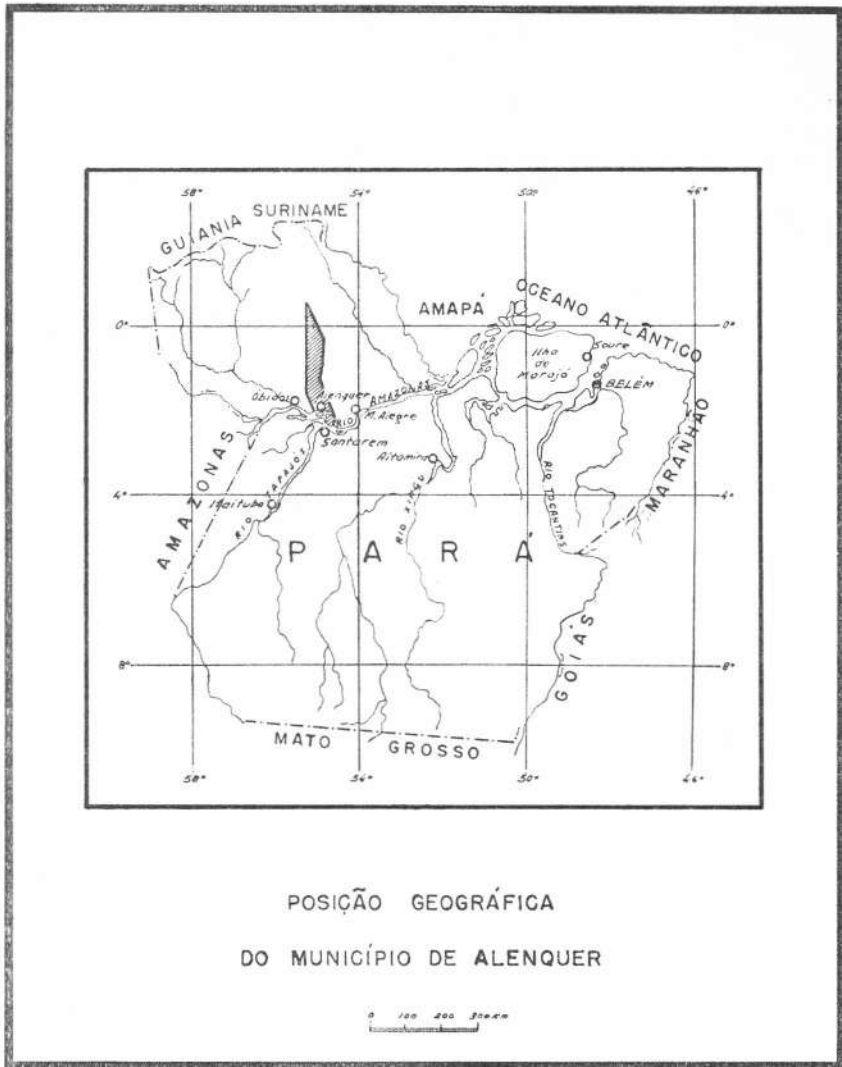 58° 54° 50° 46°
SURINAME
GUIANIA
OCEANO ATLÂNTICO
AMAPÁ
0° 0°
Ilha
de
Marajó
Soure
BELÉM
Obidos
Alenquer
RIO AMAZONAS
M. Alegre
Santarem
Altamira
AMAZONAS
MARANHÃO
RIO TAPAJÓS
Itaituba
RIO XINGU
RIO TOCANTINS
4° 4°
PARÁ
GOIÁS
8° 8°
MATO GROSSO
58° 54° 50° 46°
POSIÇÃO GEOGRÁFICA
DO MUNICÍPIO DE ALENQUER
0 100 200 300 km